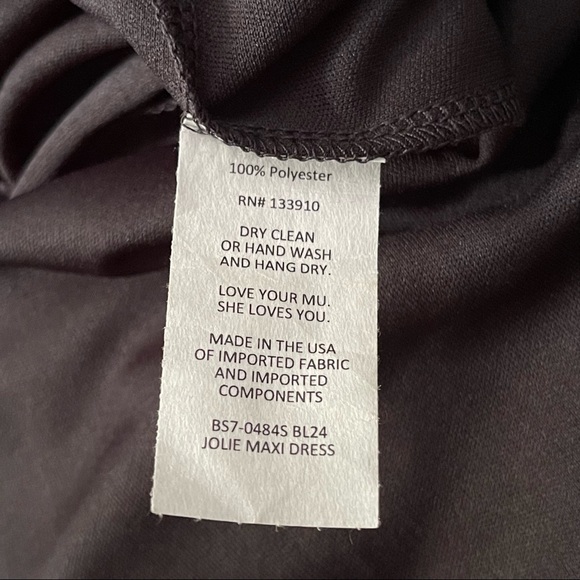 100% Polyester
RN# 133910
DRY CLEAN
OR HAND WASH
AND HANG DRY.
LOVE YOUR MU.
SHE LOVES YOU.
MADE IN THE USA
OF IMPORTED FABRIC
AND IMPORTED
COMPONENTS
BS7-0484S BL24
JOLIE MAXI DRESS